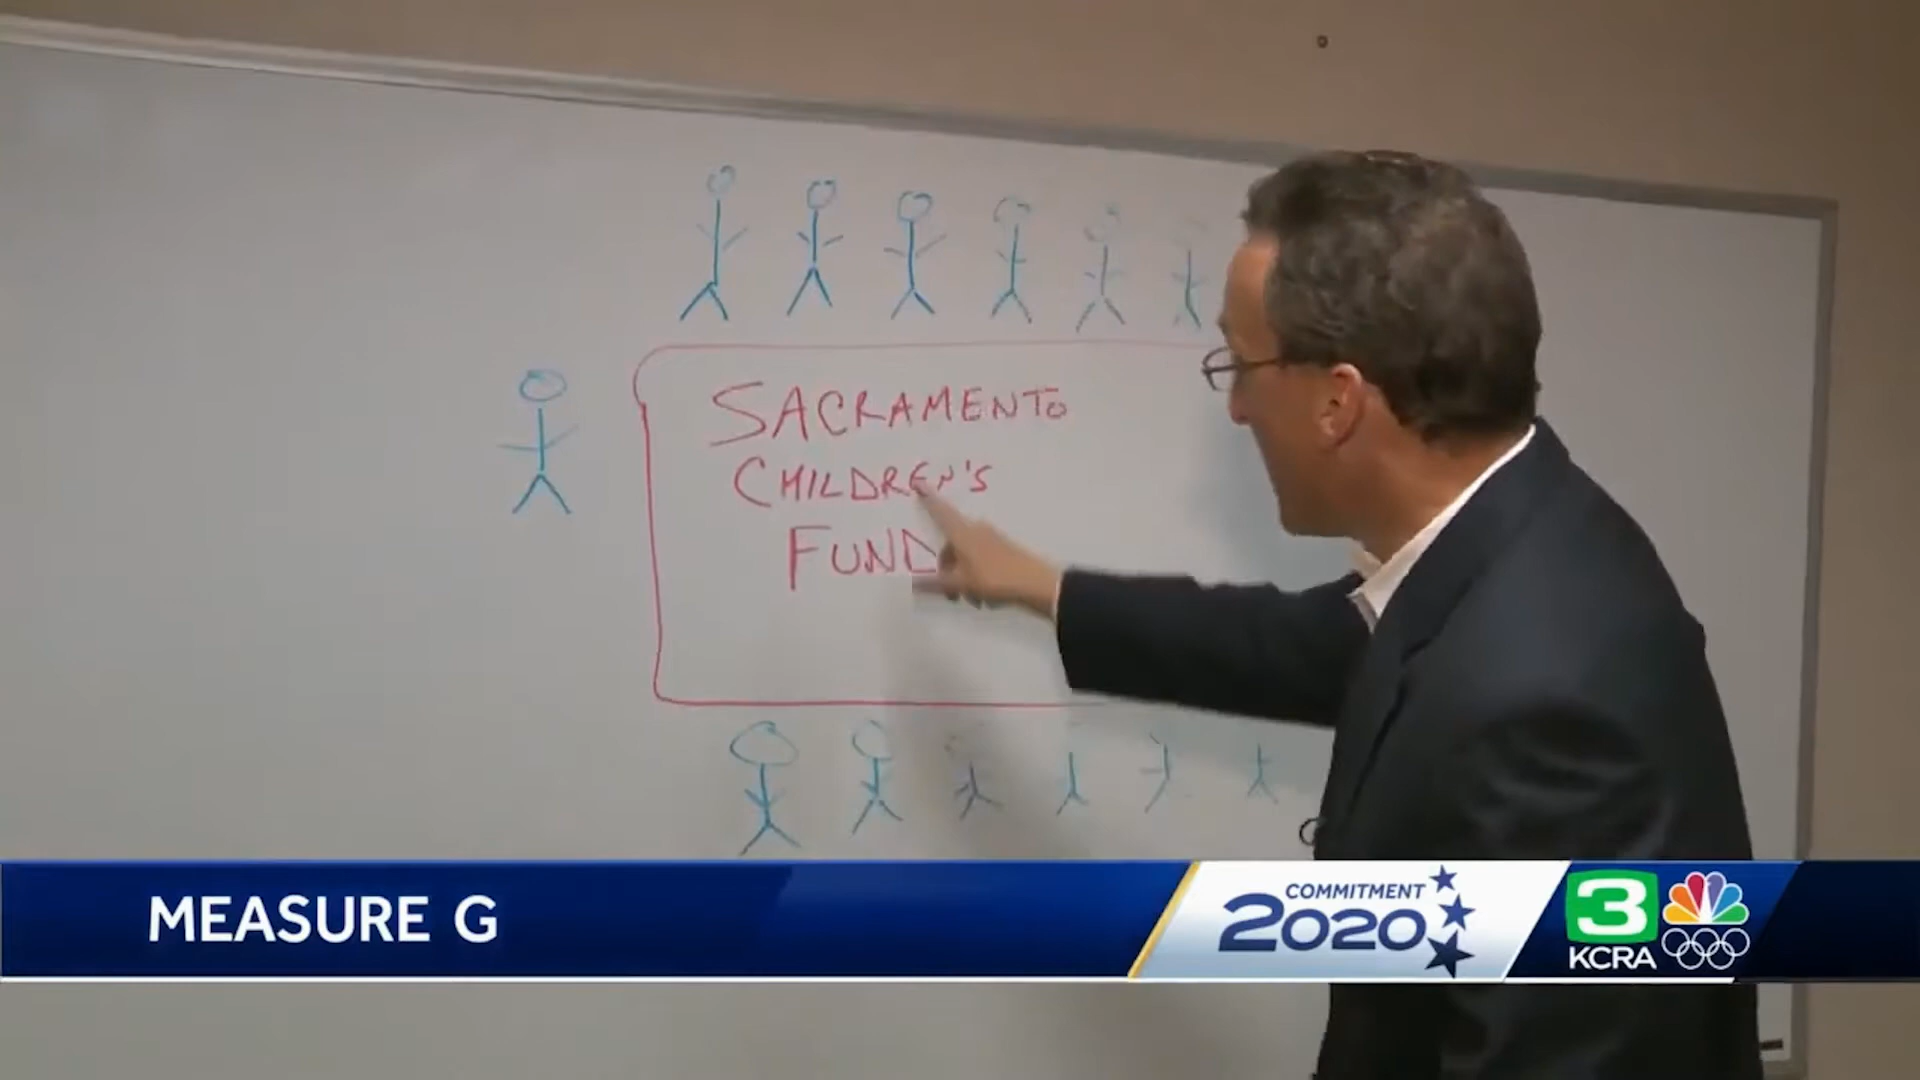 SACRAMENTO
CHILDREN'S
FUND
MEASURE G
COMMITMENT
2020
3
KCRA